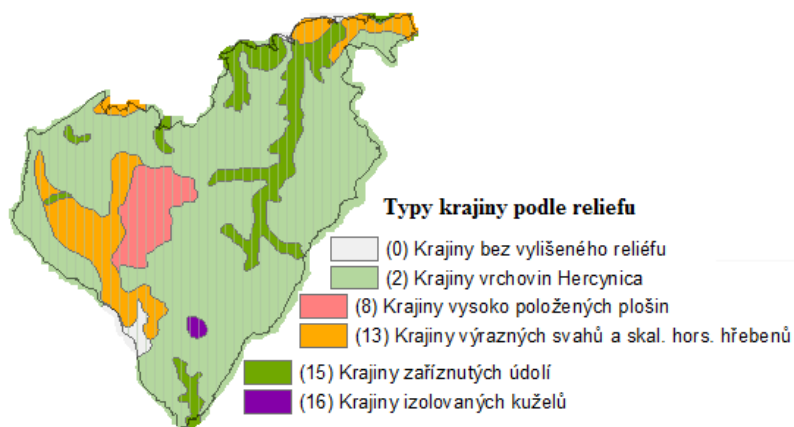 Typy krajiny podle reliefu
(0) Krajiny bez vylišeného reliéfu
(2) Krajiny vrchovin Hercynica
(8) Krajiny vysoko položených plošin
(13) Krajiny výrazných svahů a skal. hors. hřebenů
(15) Krajiny zaříznutých údolí
(16) Krajiny izolovaných kuželů